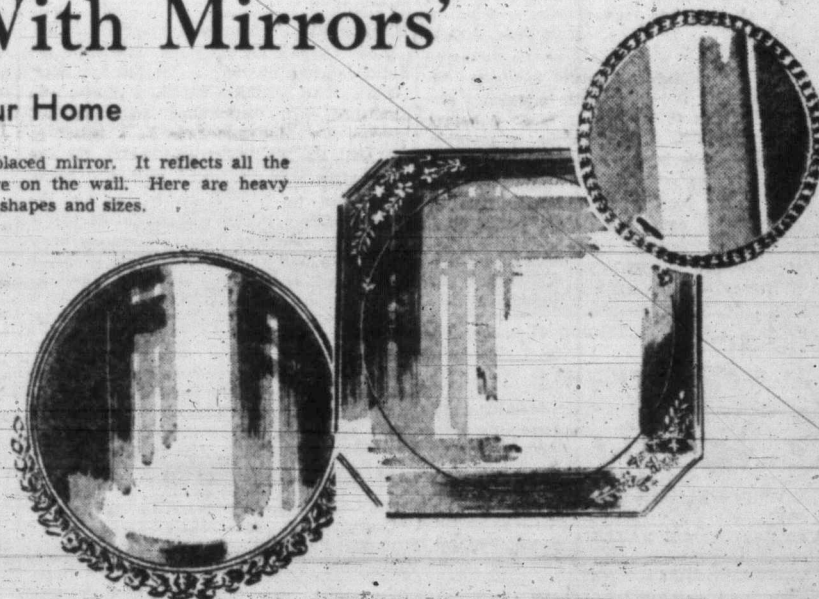 With Mirrors'
ur Home
placed mirror. It reflects all the
e on the wall. Here are heavy
shapes and sizes.